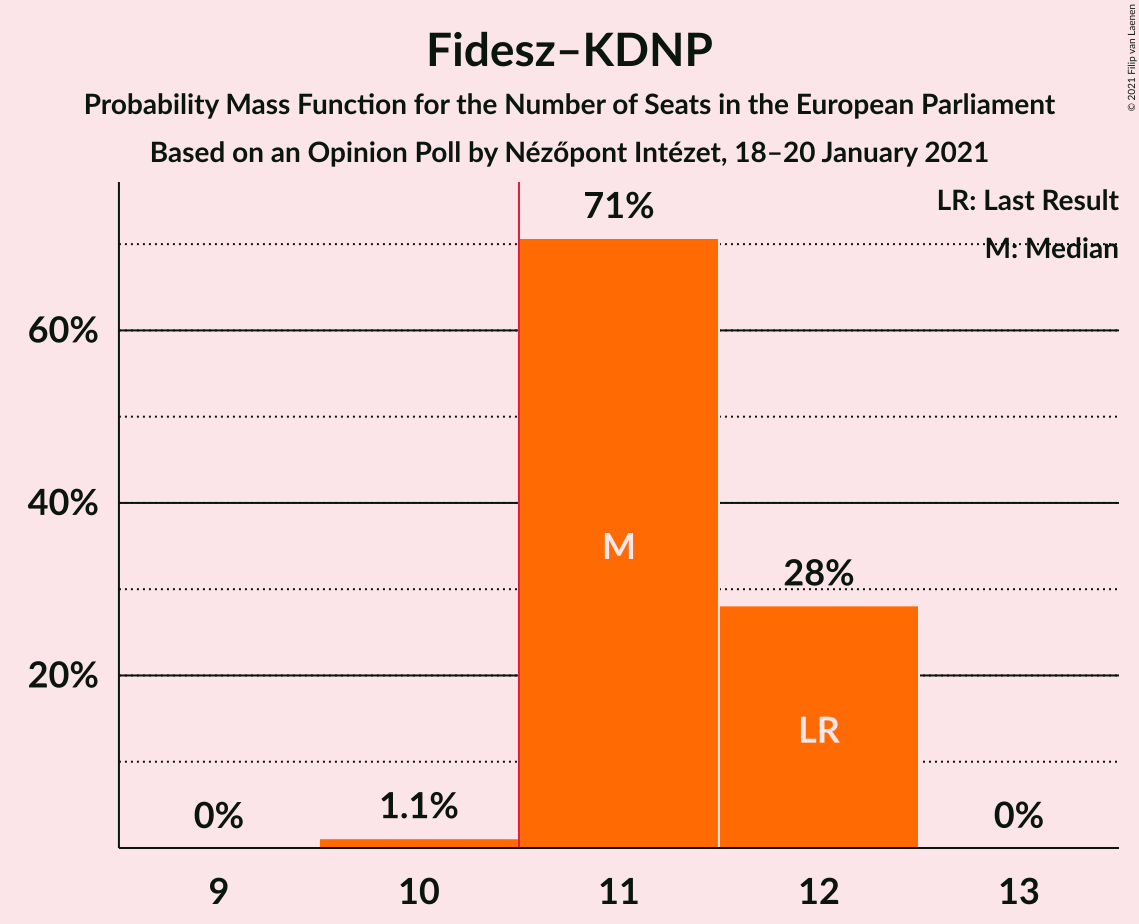 Fidesz–KDNP
Probability Mass Function for the Number of Seats in the European Parliament
Based on an Opinion Poll by Nézőpont Intézet, 18–20 January 2021
© 2021 Filip van Laenen
LR: Last Result
M: Median
71%
60%
40%
20%
M
28%
LR
0%
1.1%
0%
9
10
11
12
13